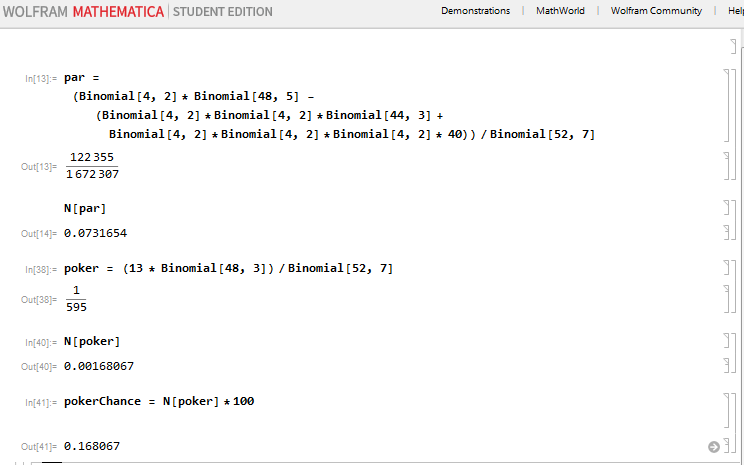 WOLFRAM MATHEMATICA | STUDENT EDITION Demonstrations | MathWorld | Wolfram Community | Hel
In[13]:= par =
(Binomial[4, 2] * Binomial[48, 5] -
(Binomial[4, 2] * Binomial[4, 2] * Binomial[44, 3] +
Binomial[4, 2] * Binomial[4, 2] * Binomial[4, 2] * 40)) / Binomial[52, 7]
Out[13]= 122 355
1 672 307
N[par]
Out[14]= 0.0731654
In[38]:= poker = (13 * Binomial[48, 3]) / Binomial[52, 7]
Out[38]= 1
595
In[40]:= N[poker]
Out[40]= 0.00168067
In[41]:= pokerChance = N[poker] * 100
Out[41]= 0.168067